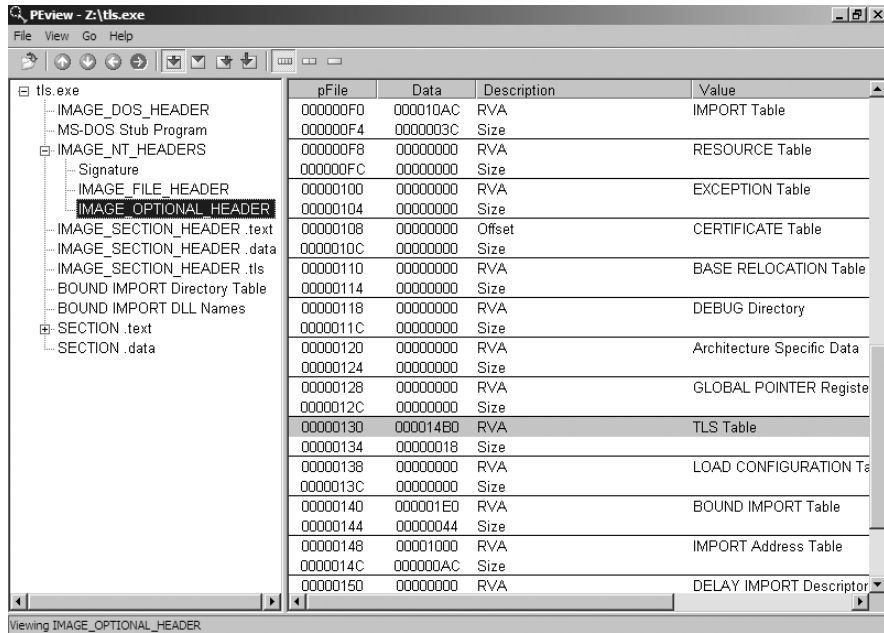 PEview - Z:\tls.exe
File View Go Help
tls.exe
IMAGE_DOS_HEADER
MS-DOS Stub Program
IMAGE_NT_HEADERS
Signature
IMAGE_FILE_HEADER
IMAGE_OPTIONAL_HEADER
IMAGE_SECTION_HEADER .text
IMAGE_SECTION_HEADER .data
IMAGE_SECTION_HEADER .tls
BOUND IMPORT Directory Table
BOUND IMPORT DLL Names
SECTION .text
SECTION .data
pFile Data Description Value
000000F0 000010AC RVA IMPORT Table
000000F4 0000003C Size
000000F8 00000000 RVA RESOURCE Table
000000FC 00000000 Size
00000100 00000000 RVA EXCEPTION Table
00000104 00000000 Size
00000108 00000000 Offset CERTIFICATE Table
0000010C 00000000 Size
00000110 00000000 RVA BASE RELOCATION Table
00000114 00000000 Size
00000118 00000000 RVA DEBUG Directory
0000011C 00000000 Size
00000120 00000000 RVA Architecture Specific Data
00000124 00000000 Size
00000128 00000000 RVA GLOBAL POINTER Registe
0000012C 00000000 Size
00000130 000014B0 RVA TLS Table
00000134 00000018 Size
00000138 00000000 RVA LOAD CONFIGURATION Ta
0000013C 00000000 Size
00000140 000001E0 RVA BOUND IMPORT Table
00000144 00000044 Size
00000148 00001000 RVA IMPORT Address Table
0000014C 000000AC Size
00000150 00000000 RVA DELAY IMPORT Descriptor
Viewing IMAGE_OPTIONAL_HEADER